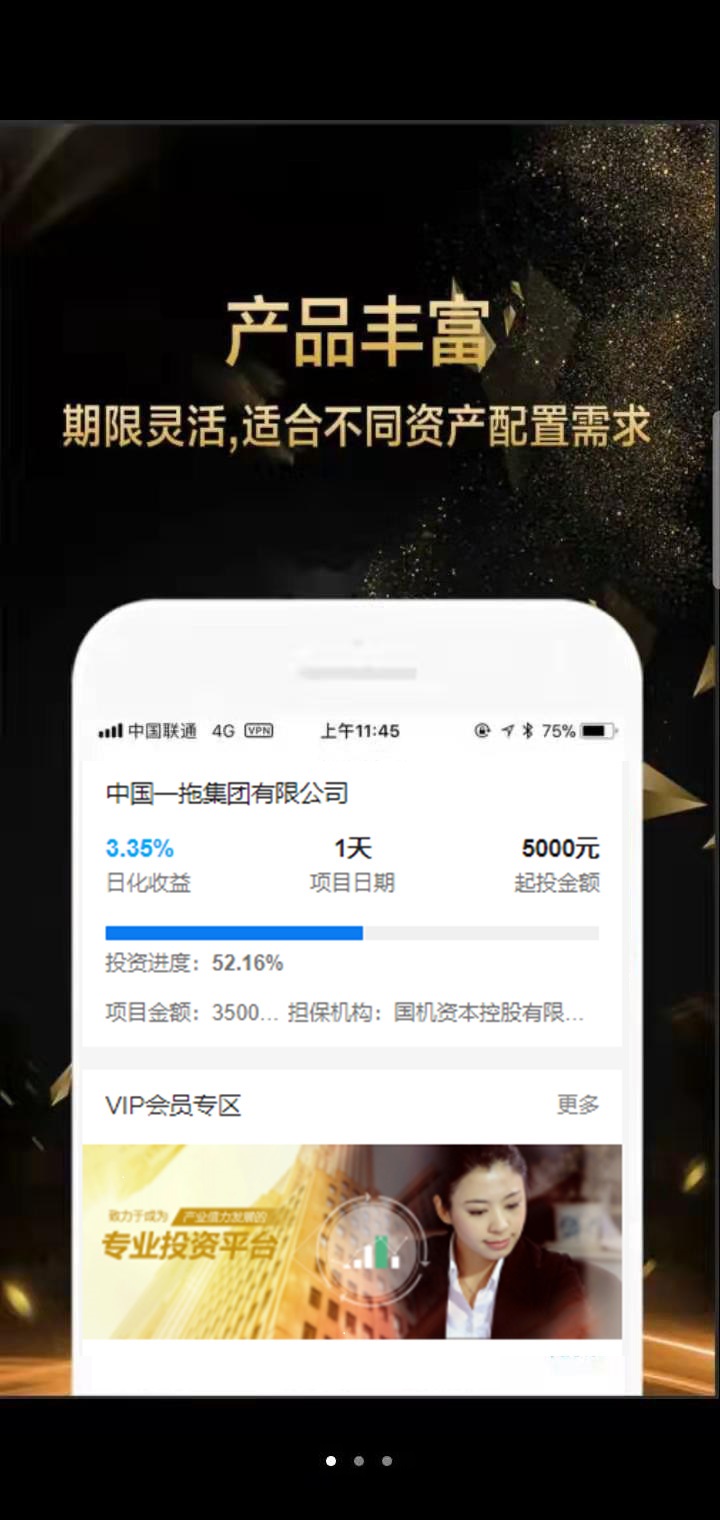 产品丰富
期限灵活,适合不同资产配置需求
中国联通 4G VPN 上午11:45 75%
中国一拖集团有限公司
3.35% 1天 5000元
日化收益 项目日期 起投金额
投资进度：52.16%
项目金额：3500... 担保机构：国机资本控股有限...
VIP会员专区 更多
致力于成为 产业值力发展的
专业投资平台